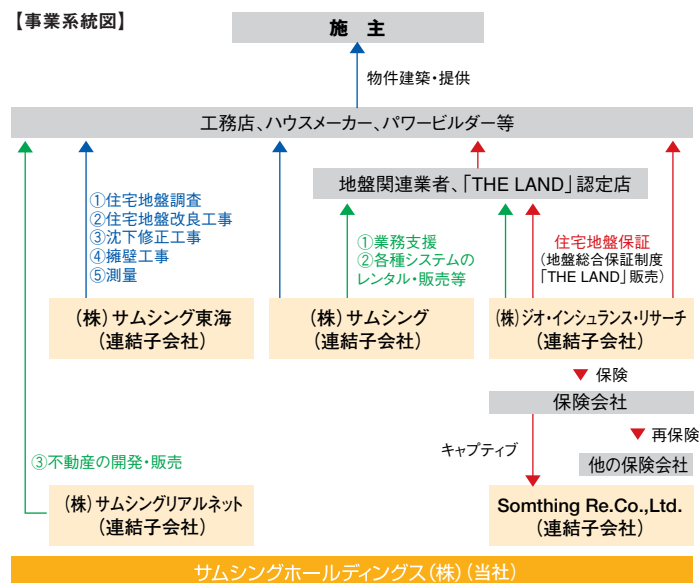 【事業系統図】
施　主
物件建築・提供
工務店、ハウスメーカー、パワービルダー等
地盤関連業者、「THE LAND」認定店
①住宅地盤調査
②住宅地盤改良工事
③沈下修正工事
④擁壁工事
⑤測量
①業務支援
②各種システムの
レンタル・販売等
住宅地盤保証
(地盤総合保証制度
「THE LAND」販売)
(株)サムシング東海
(連結子会社)
(株)サムシング
(連結子会社)
(株)ジオ・インシュランス・リサーチ
(連結子会社)
保険
保険会社
キャプティブ
再保険
他の保険会社
③不動産の開発・販売
(株)サムシングリアルネット
(連結子会社)
Somthing Re.Co.,Ltd.
(連結子会社)
サムシングホールディングス(株)(当社)